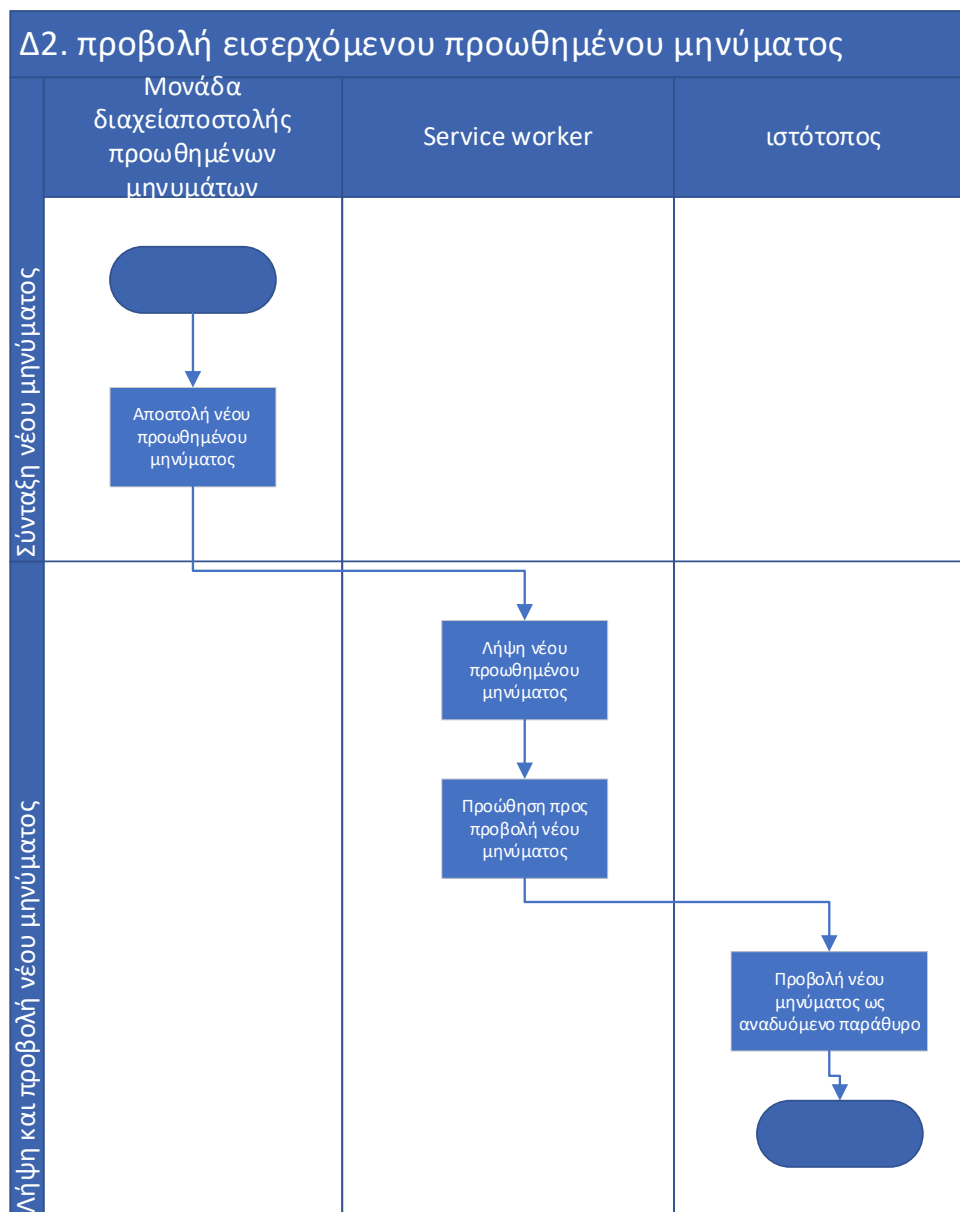 Δ2. προβολή εισερχόμενου προωθημένου μηνύματος
Μονάδα
διαχείαποστολής
προωθημένων
μηνυμάτων
Service worker
ιστότοπος
Σύνταξη νέου μηνύματος
Αποστολή νέου
προωθημένου
μηνύματος
Λήψη και προβολή νέου μηνύματος
Λήψη νέου
προωθημένου
μηνύματος
Προώθηση προς
προβολή νέου
μηνύματος
Προβολή νέου
μηνύματος ως
αναδυόμενο παράθυρο